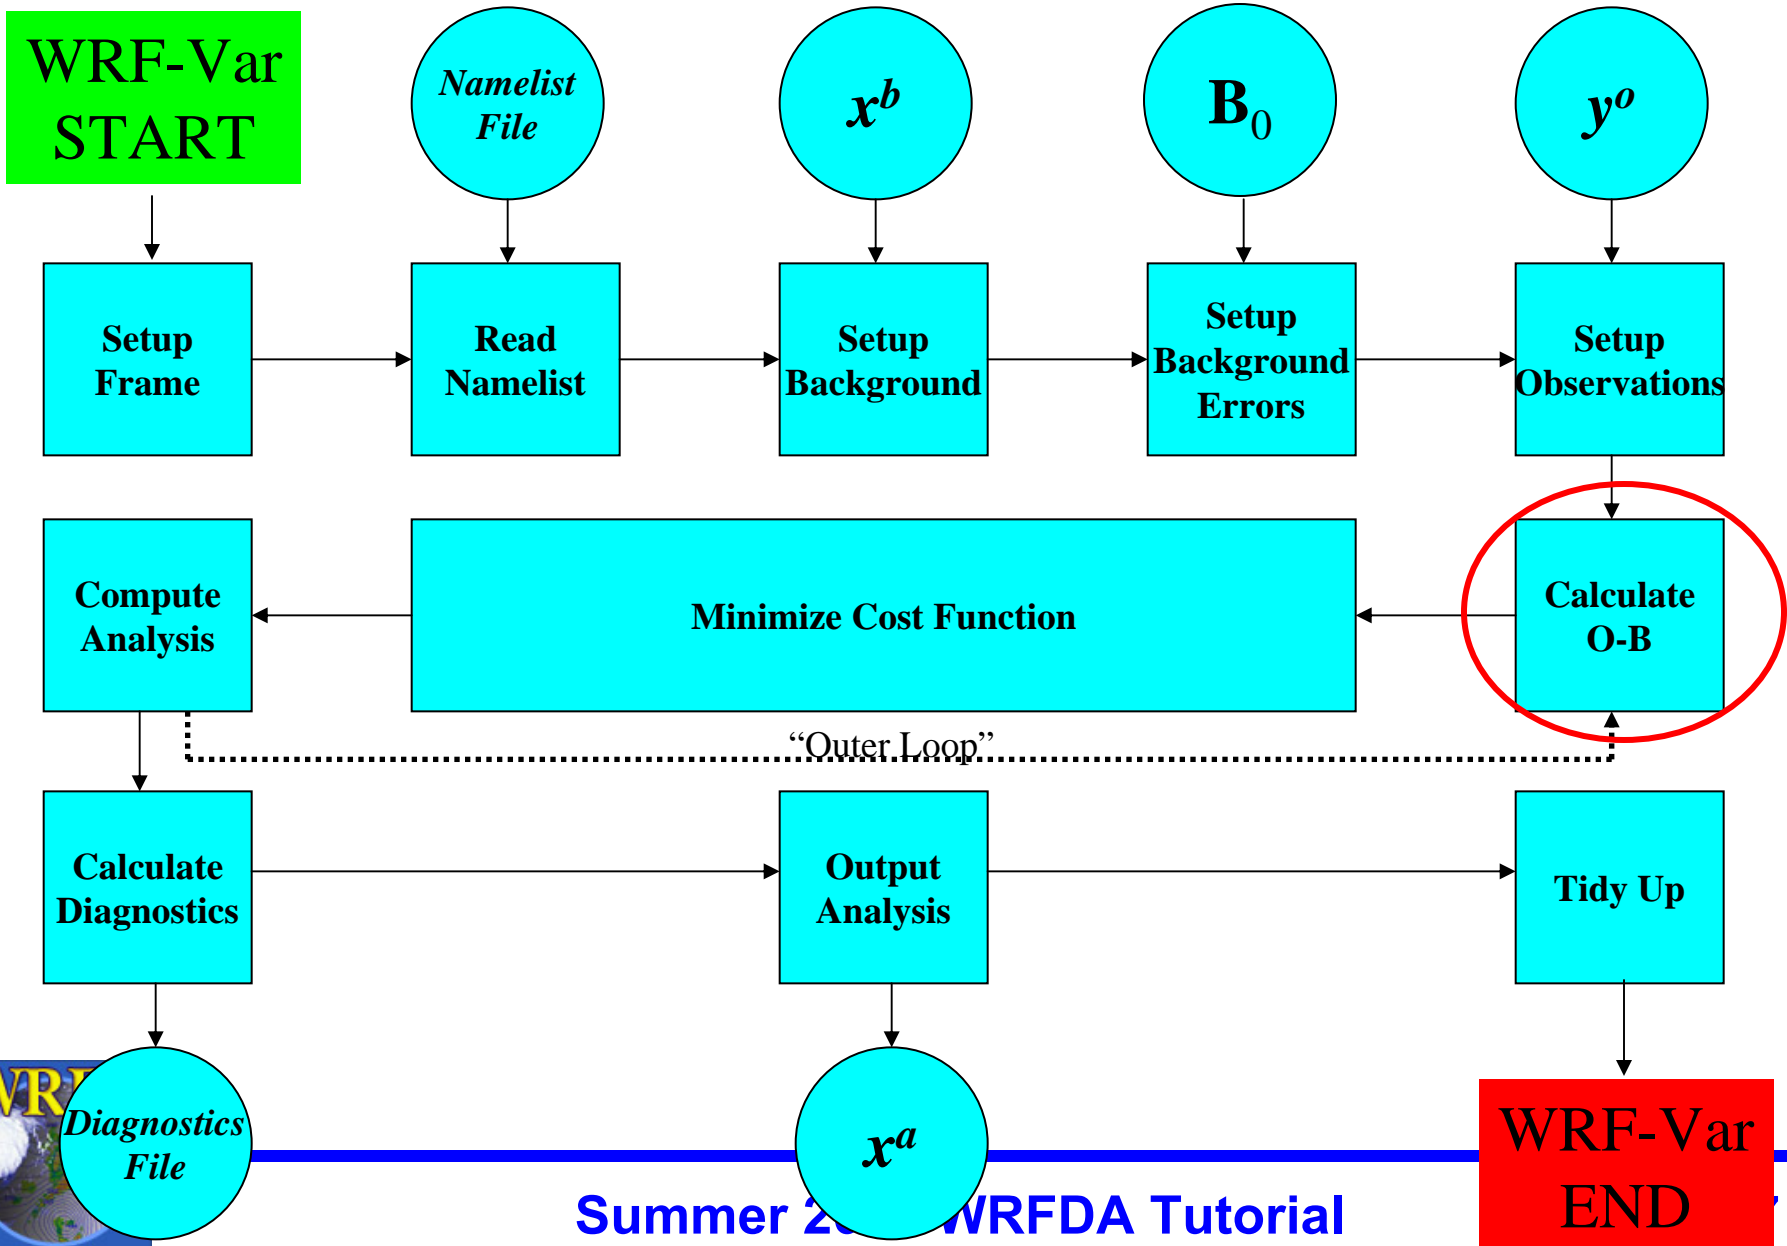 WRF-Var
START
Namelist
File
x^b
B_0
y^o
Setup
Frame
Read
Namelist
Setup
Background
Setup
Background
Errors
Setup
Observations
Compute
Analysis
Minimize Cost Function
Calculate
O-B
“Outer Loop”
Calculate
Diagnostics
Output
Analysis
Tidy Up
Diagnostics
File
x^a
WRF-Var
END
Summer WRFDA Tutorial